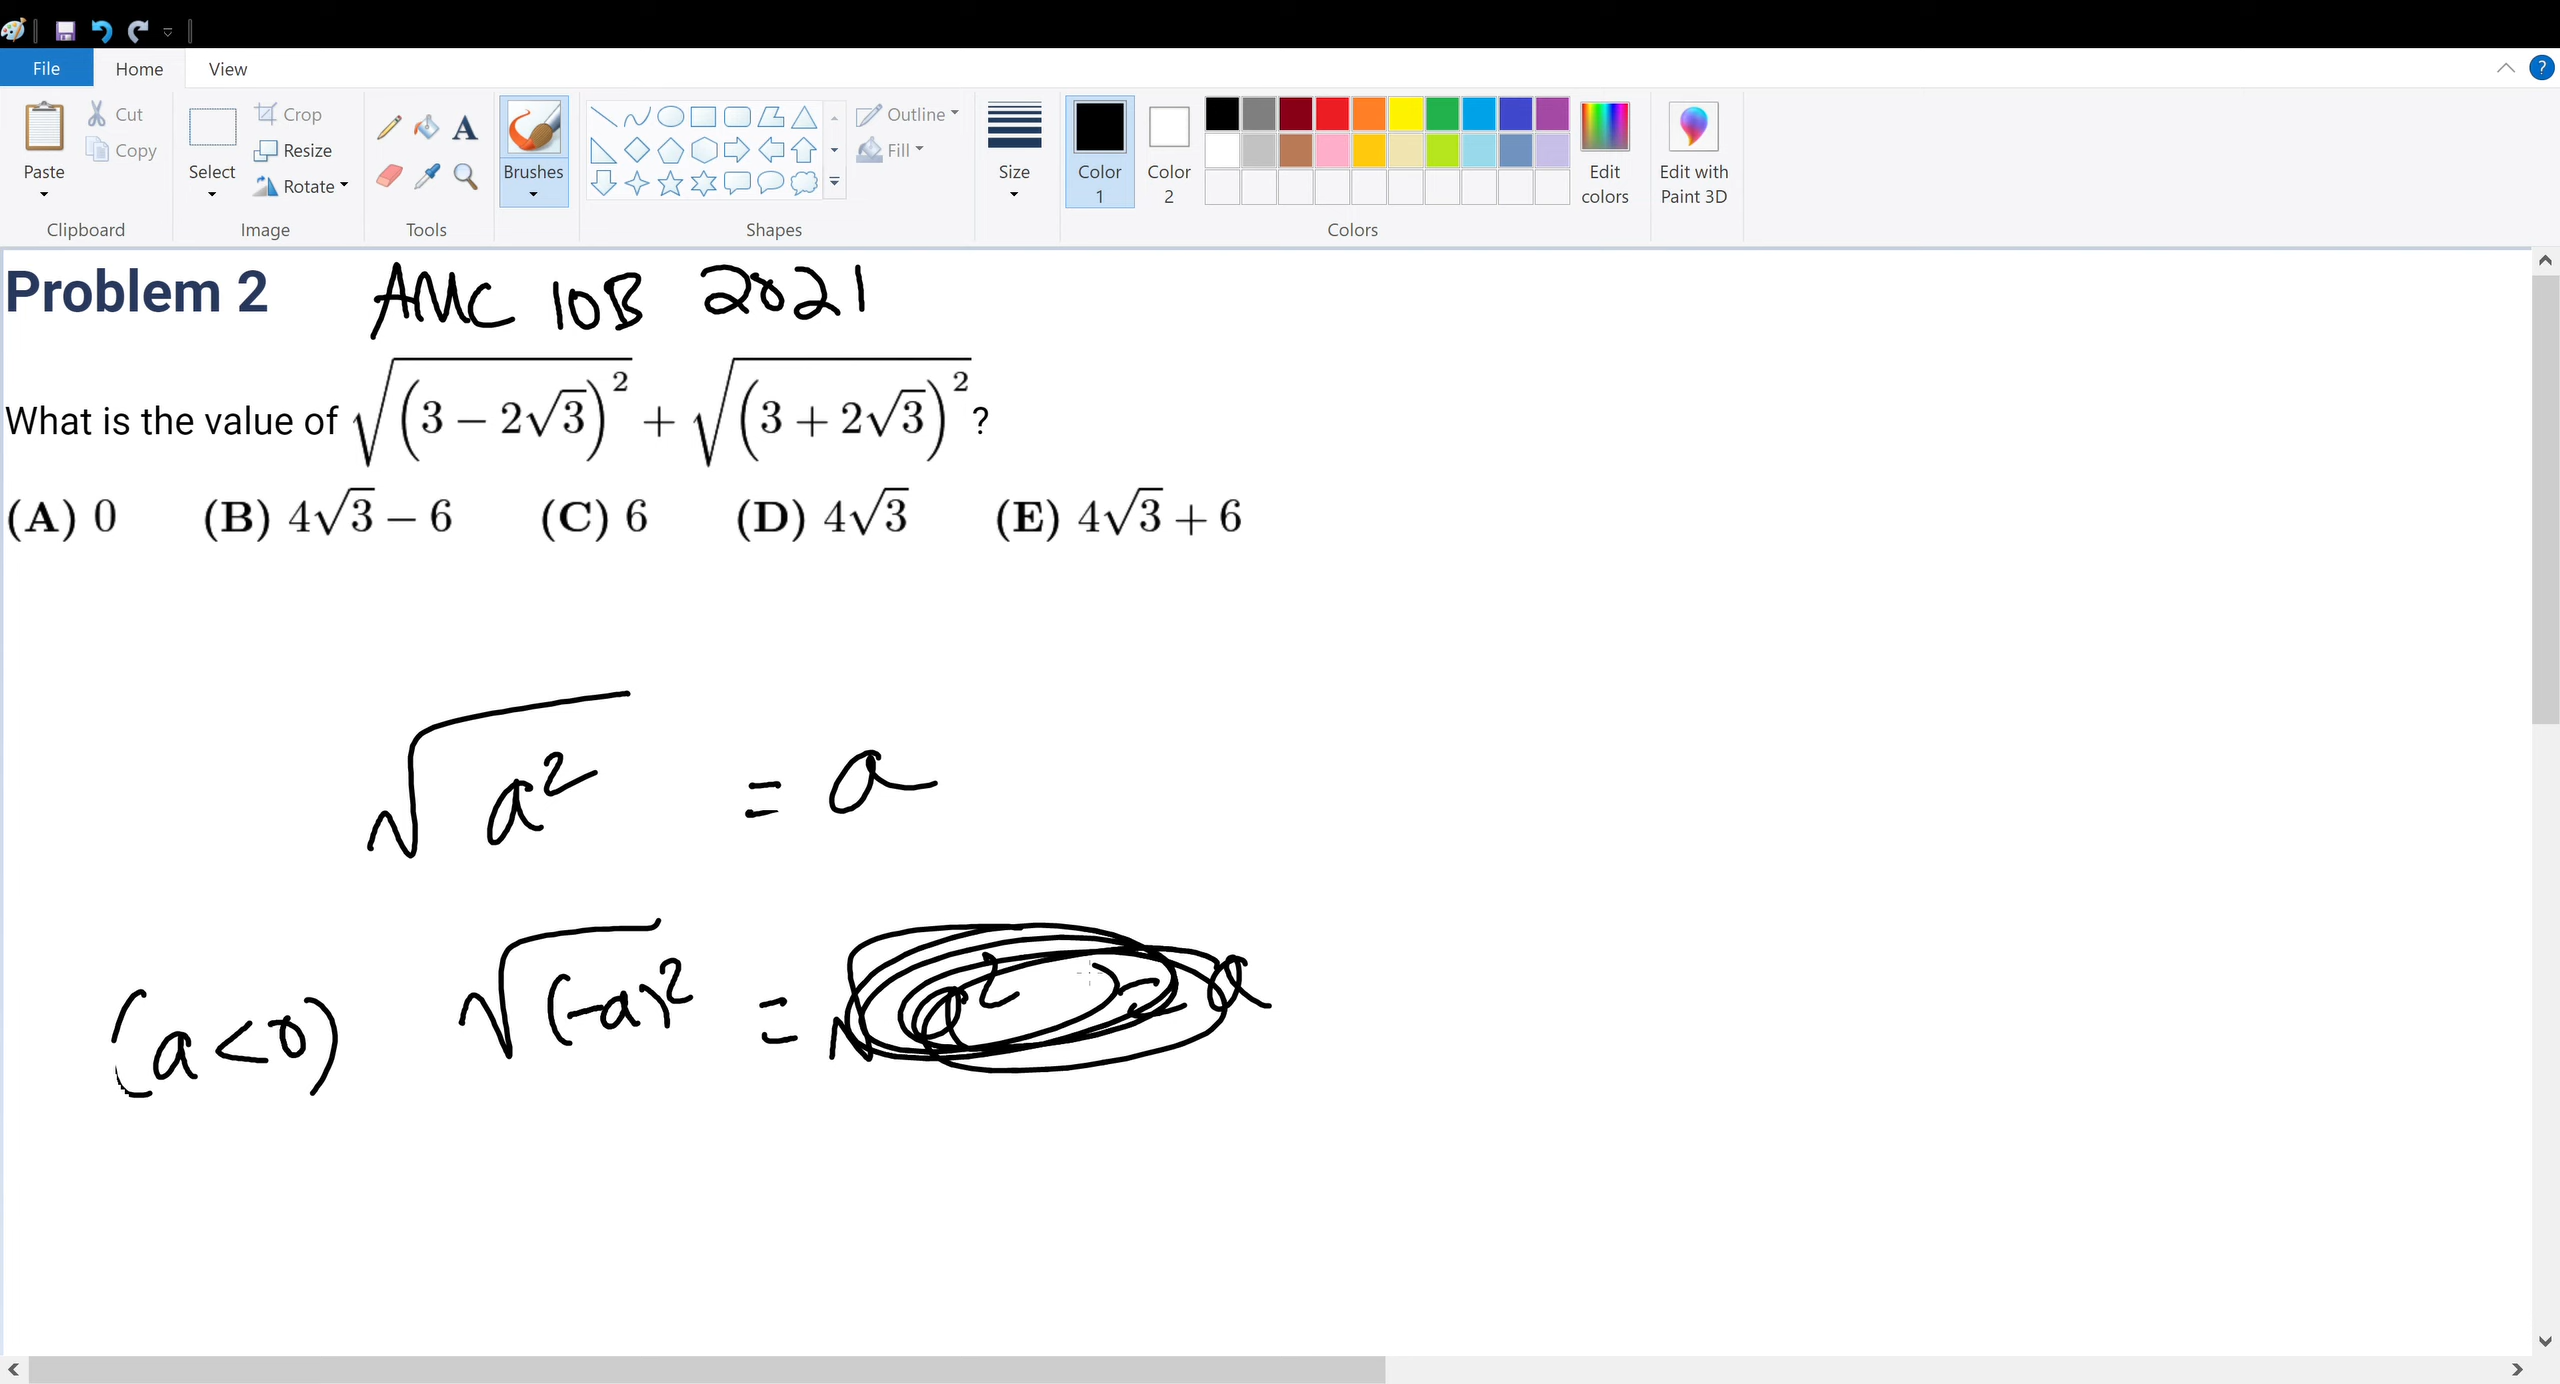 File Home View
Paste Cut Copy Select Crop Resize Rotate Brushes Outline Fill Size Color 1 Color 2 Edit colors Edit with Paint 3D
Clipboard Image Tools Shapes Colors
Problem 2 AMC 10B 2021
What is the value of √((3 − 2√3)²) + √((3 + 2√3)²)?
(A) 0 (B) 4√3 − 6 (C) 6 (D) 4√3 (E) 4√3 + 6
√(a²) = a
(a<0) √(-a)² = √a² = a